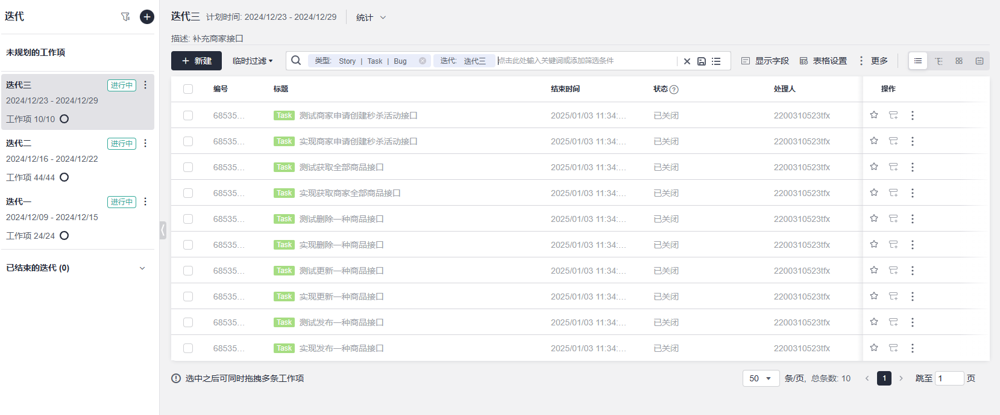 迭代
未规划的工作项
迭代三 进行中
2024/12/23 - 2024/12/29
工作项 10/10
迭代二 进行中
2024/12/16 - 2024/12/22
工作项 44/44
迭代一 进行中
2024/12/09 - 2024/12/15
工作项 24/24
已结束的迭代 (0)
迭代三 计划时间: 2024/12/23 - 2024/12/29 统计
描述: 补充商家接口
新建 临时过滤 类型: Story | Task | Bug 迭代: 迭代三 点击此处输入关键词或添加筛选条件 显示字段 表格设置 更多
编号 标题 结束时间 状态 处理人 操作
68535... Task 测试商家申请创建秒杀活动接口 2025/01/03 11:34:... 已关闭 2200310523tfx
68535... Task 实现商家申请创建秒杀活动接口 2025/01/03 11:34:... 已关闭 2200310523tfx
68535... Task 测试获取全部商品接口 2025/01/03 11:34:... 已关闭 2200310523tfx
68535... Task 实现获取商家全部商品接口 2025/01/03 11:34:... 已关闭 2200310523tfx
68535... Task 测试删除一种商品接口 2025/01/03 11:34:... 已关闭 2200310523tfx
68535... Task 实现删除一种商品接口 2025/01/03 11:34:... 已关闭 2200310523tfx
68535... Task 测试更新一种商品接口 2025/01/03 11:34:... 已关闭 2200310523tfx
68535... Task 实现更新一种商品接口 2025/01/03 11:34:... 已关闭 2200310523tfx
68535... Task 测试发布一种商品接口 2025/01/03 11:34:... 已关闭 2200310523tfx
68535... Task 实现发布一种商品接口 2025/01/03 11:34:... 已关闭 2200310523tfx
选中之后可同时拖拽多条工作项 50 条/页, 总条数: 10 1 跳至 1 页